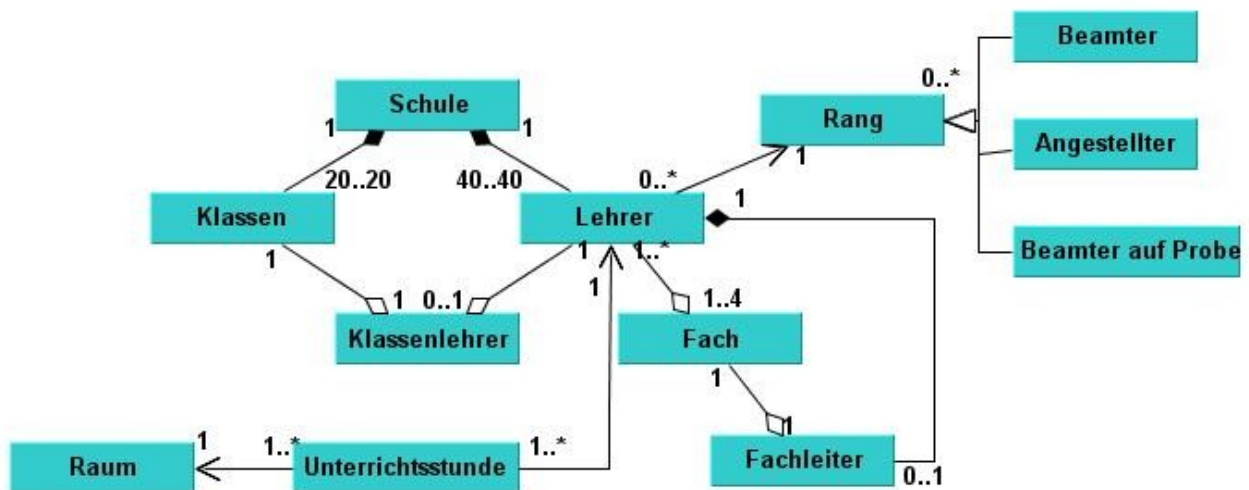 Beamter
0..*
Schule
Rang
1
1
1
Angestellter
20..20
40..40
0..*
1
Klassen
Lehrer
Beamter auf Probe
1
1
1..*
1
1
0..1
1..4
Klassenlehrer
Fach
1
1
1
1..*
1..*
Raum
Unterrichtsstunde
Fachleiter
0..1